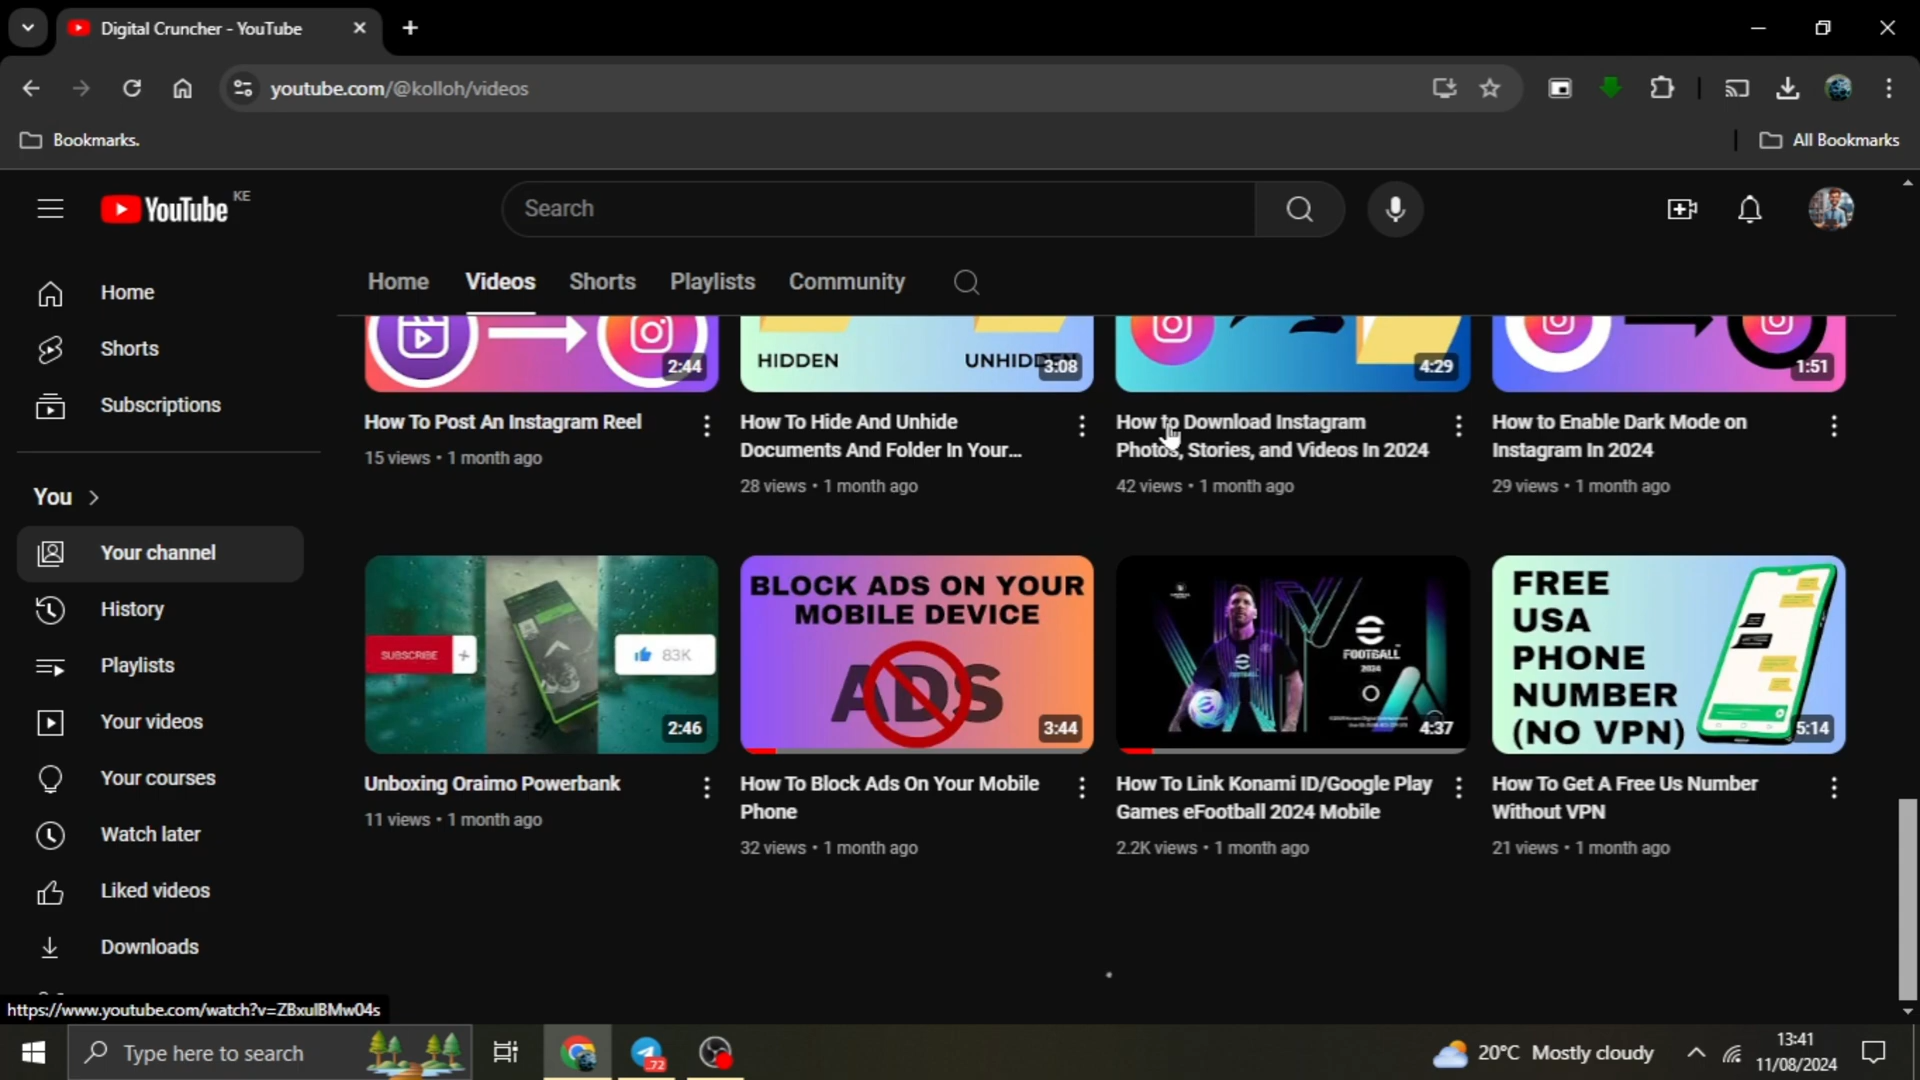 Digital Cruncher - YouTube
youtube.com/@kolloh/videos
Bookmarks.
All Bookmarks
YouTube KE
Search
Home
Shorts
Subscriptions
You
Your channel
History
Playlists
Your videos
Your courses
Watch later
Liked videos
Downloads
Home Videos Shorts Playlists Community
2:44
HIDDEN UNHIDDEN
3:08
4:29
1:51
How To Post An Instagram Reel
15 views • 1 month ago
How To Hide And Unhide
Documents And Folder In Your...
28 views • 1 month ago
How to Download Instagram
Photos, Stories, and Videos In 2024
42 views • 1 month ago
How to Enable Dark Mode on
Instagram In 2024
29 views • 1 month ago
SUBSCRIBE
83K
2:46
BLOCK ADS ON YOUR
MOBILE DEVICE
ADS
3:44
FOOTBALL
2024
4:37
FREE
USA
PHONE
NUMBER
(NO VPN)
5:14
Unboxing Oraimo Powerbank
11 views • 1 month ago
How To Block Ads On Your Mobile
Phone
32 views • 1 month ago
How To Link Konami ID/Google Play
Games eFootball 2024 Mobile
2.2K views • 1 month ago
How To Get A Free Us Number
Without VPN
21 views • 1 month ago
https://www.youtube.com/watch?v=ZBxulBMw04s
Type here to search
72
20°C Mostly cloudy
13:41
11/08/2024